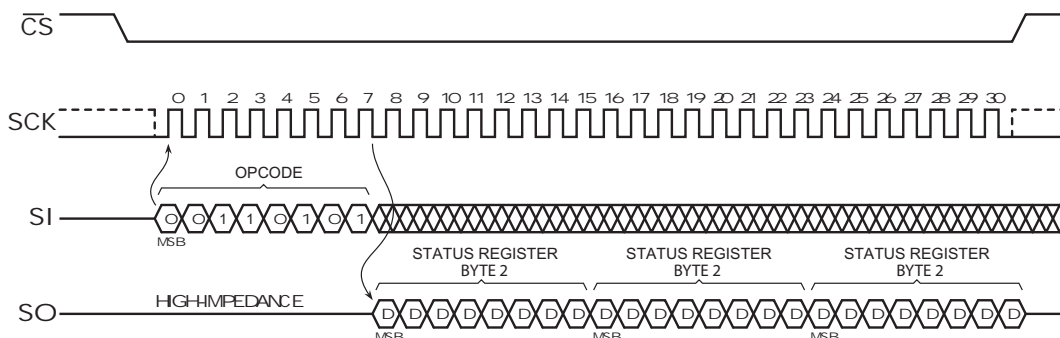 CS
0 1 2 3 4 5 6 7 8 9 10 11 12 13 14 15 16 17 18 19 20 21 22 23 24 25 26 27 28 29 30
SCK
OPCODE
SI 0 0 1 1 0 1 0 1
MSB
STATUS REGISTER STATUS REGISTER STATUS REGISTER
BYTE 2 BYTE 2 BYTE 2
HIGH-IMPEDANCE
SO D D D D D D D D D D D D D D D D D D D D D D D D
MSB MSB MSB